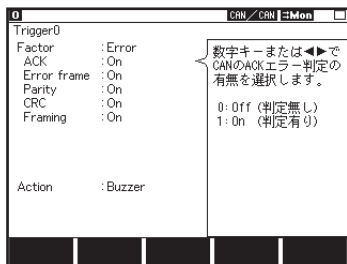 0 CAN/CAN ⇄Mon
Trigger0
Factor :Error
ACK :On
Error frame :On
Parity :On
CRC :On
Framing :On
Action :Buzzer
数字キーまたは◀▶で
CANのACKエラー判定の
有無を選択します。
0:Off (判定無し)
1:On (判定有り)